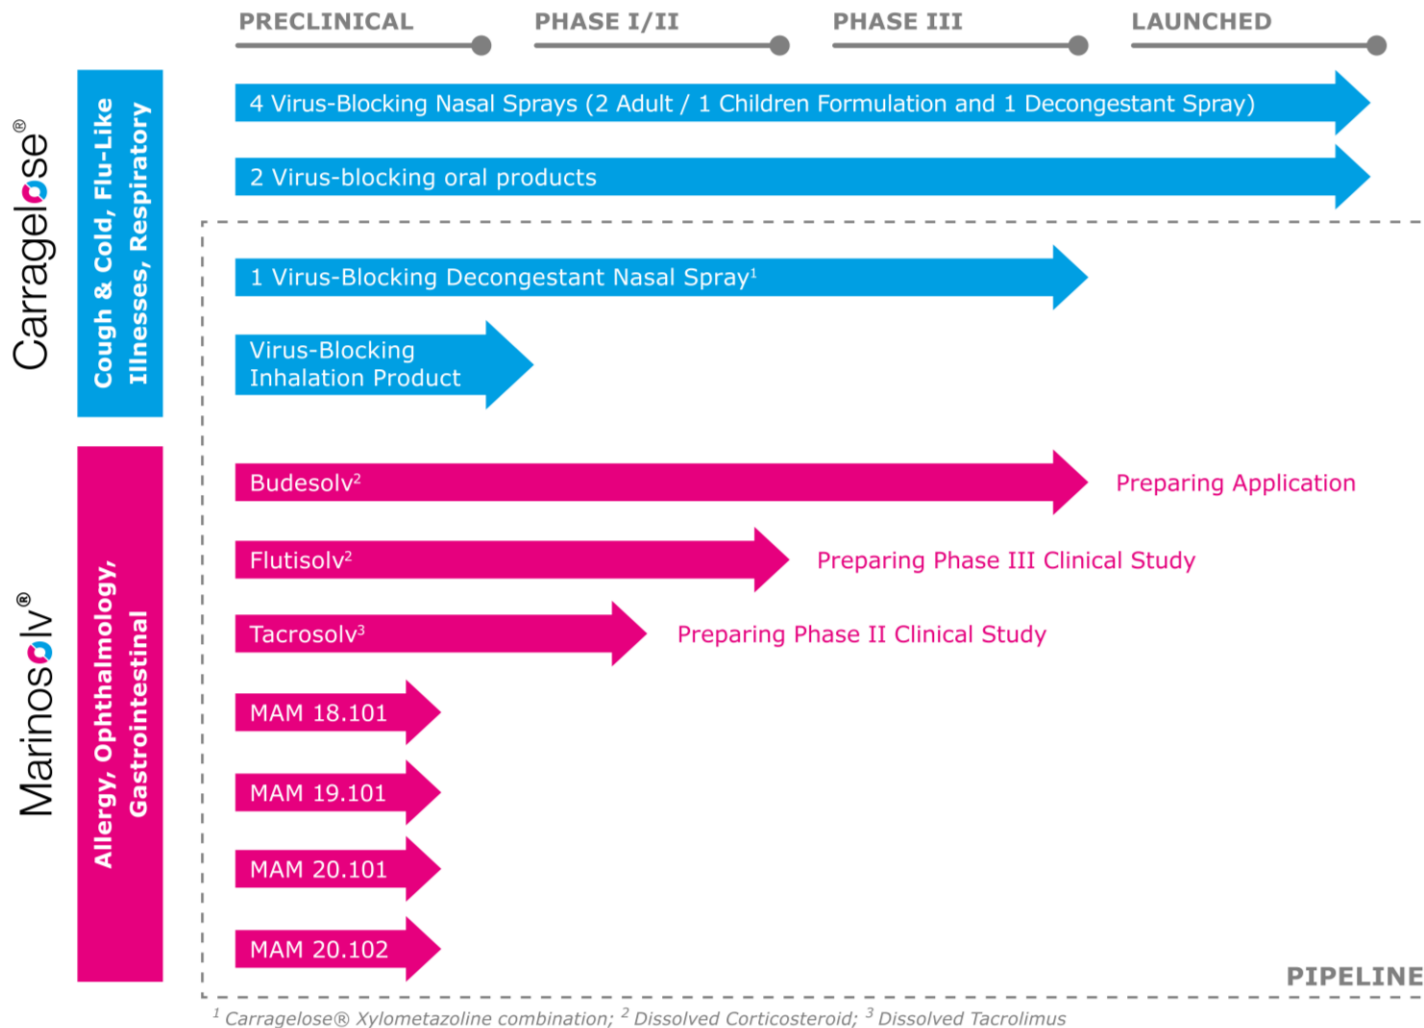 PRECLINICAL
PHASE I/II
PHASE III
LAUNCHED
Carragelose®
Cough & Cold, Flu-Like
Illnesses, Respiratory
4 Virus-Blocking Nasal Sprays (2 Adult / 1 Children Formulation and 1 Decongestant Spray)
2 Virus-blocking oral products
1 Virus-Blocking Decongestant Nasal Spray¹
Virus-Blocking
Inhalation Product
Marinosolv®
Allergy, Ophthalmology,
Gastrointestinal
Budesolv²
Preparing Application
Flutisolv²
Preparing Phase III Clinical Study
Tacrosolv³
Preparing Phase II Clinical Study
MAM 18.101
MAM 19.101
MAM 20.101
MAM 20.102
PIPELINE
¹ Carragelose® Xylometazoline combination; ² Dissolved Corticosteroid; ³ Dissolved Tacrolimus